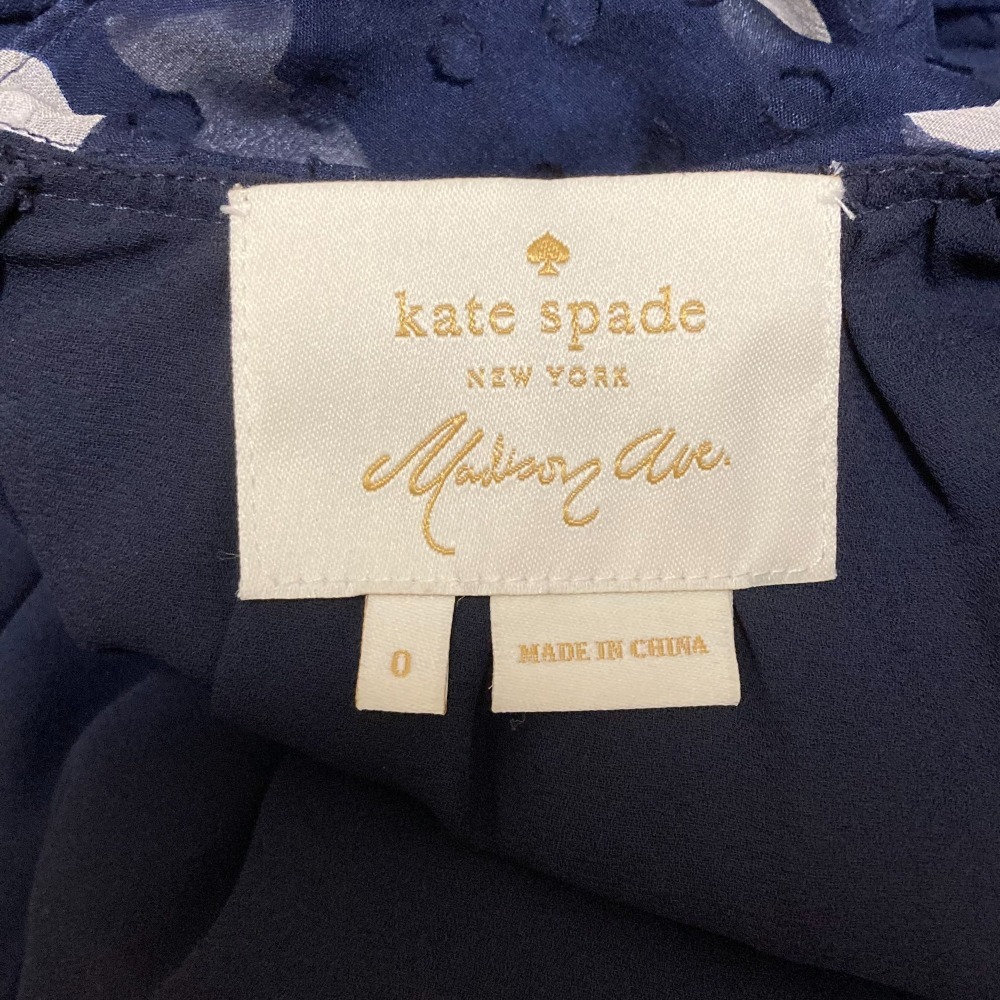 kate spade
NEW YORK
Madison Ave.
0
MADE IN CHINA